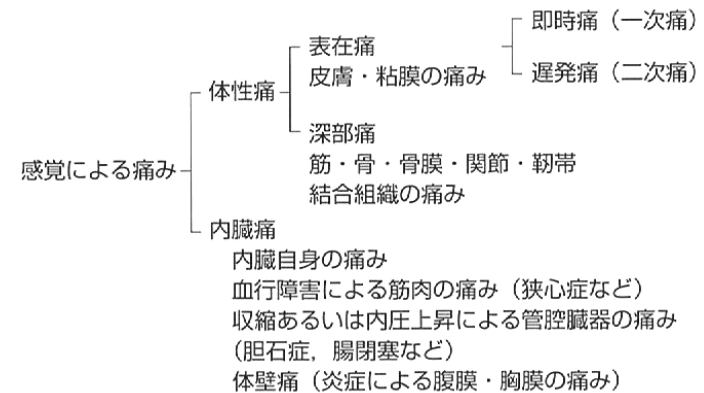 感覚による痛み
体性痛
表在痛
皮膚・粘膜の痛み
即時痛（一次痛）
遅発痛（二次痛）
深部痛
筋・骨・骨膜・関節・靭帯
結合組織の痛み
内臓痛
内臓自身の痛み
血行障害による筋肉の痛み（狭心症など）
収縮あるいは内圧上昇による管腔臓器の痛み
（胆石症，腸閉塞など）
体壁痛（炎症による腹膜・胸膜の痛み）